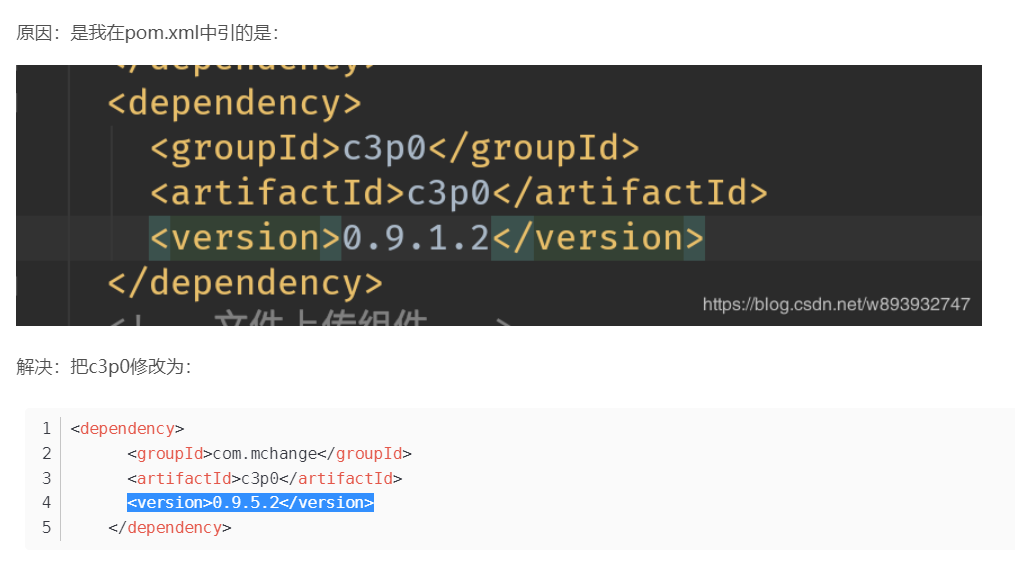 原因：是我在pom.xml中引的是：
</dependency>
<dependency>
<groupId>c3p0</groupId>
<artifactId>c3p0</artifactId>
<version>0.9.1.2</version>
</dependency>
https://blog.csdn.net/w893932747
文件上传组件
解决：把c3p0修改为：
1 <dependency>
2 <groupId>com.mchange</groupId>
3 <artifactId>c3p0</artifactId>
4 <version>0.9.5.2</version>
5 </dependency>